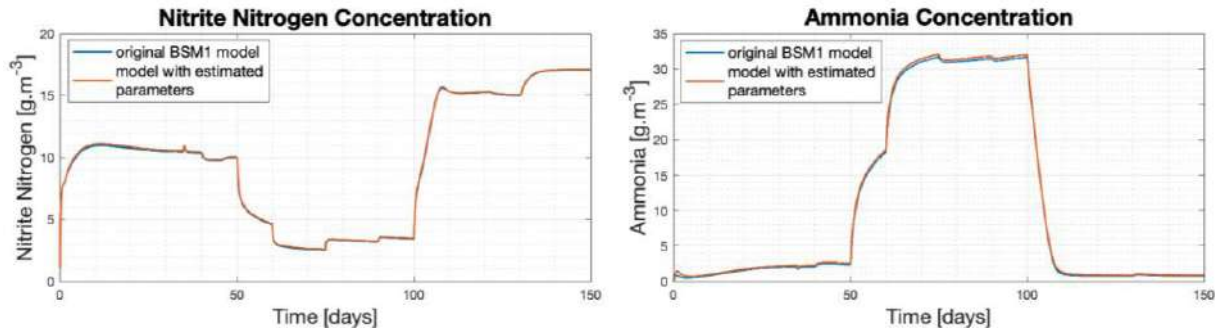 Nitrite Nitrogen Concentration
original BSM1 model
model with estimated
parameters
Nitrite Nitrogen [g.m⁻³]
20
15
10
5
0
0 50 100 150
Time [days]
Ammonia Concentration
original BSM1 model
model with estimated
parameters
Ammonia [g.m⁻³]
35
30
25
20
15
10
5
0
0 50 100 150
Time [days]